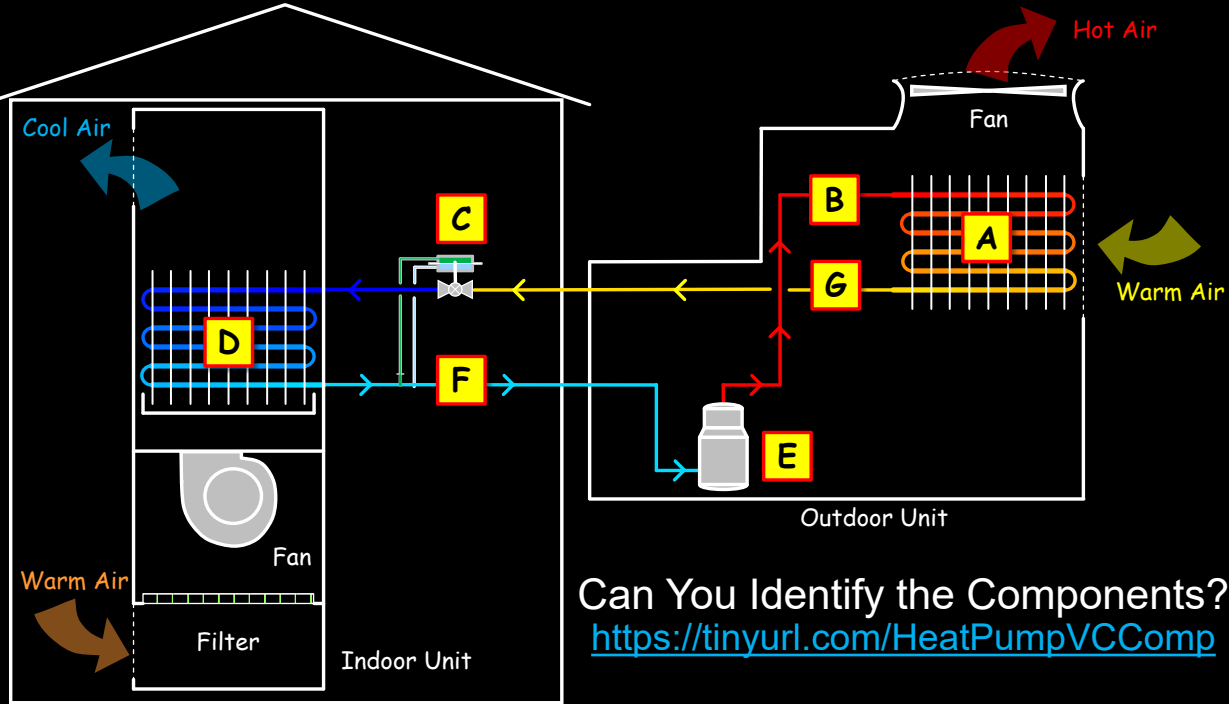 Hot Air
Cool Air
Fan
C
B
A
G
Warm Air
D
F
E
Outdoor Unit
Fan
Warm Air
Filter
Indoor Unit
Can You Identify the Components?
https://tinyurl.com/HeatPumpVCComp